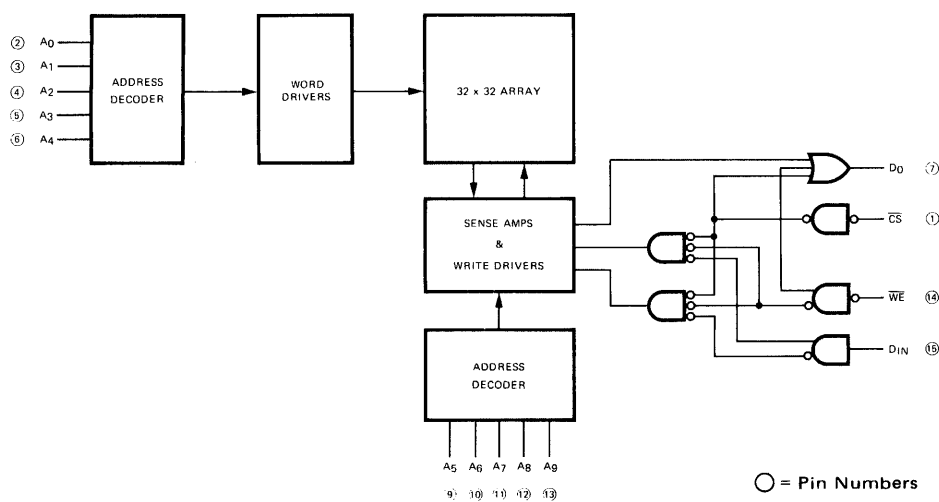 ② A0
③ A1
④ A2
⑤ A3
⑥ A4
ADDRESS
DECODER
WORD
DRIVERS
32 x 32 ARRAY
SENSE AMPS
&
WRITE DRIVERS
DO ⑦
CS ①
WE ⑭
DIN ⑮
ADDRESS
DECODER
A5 A6 A7 A8 A9
⑨ ⑩ ⑪ ⑫ ⑬
= Pin Numbers